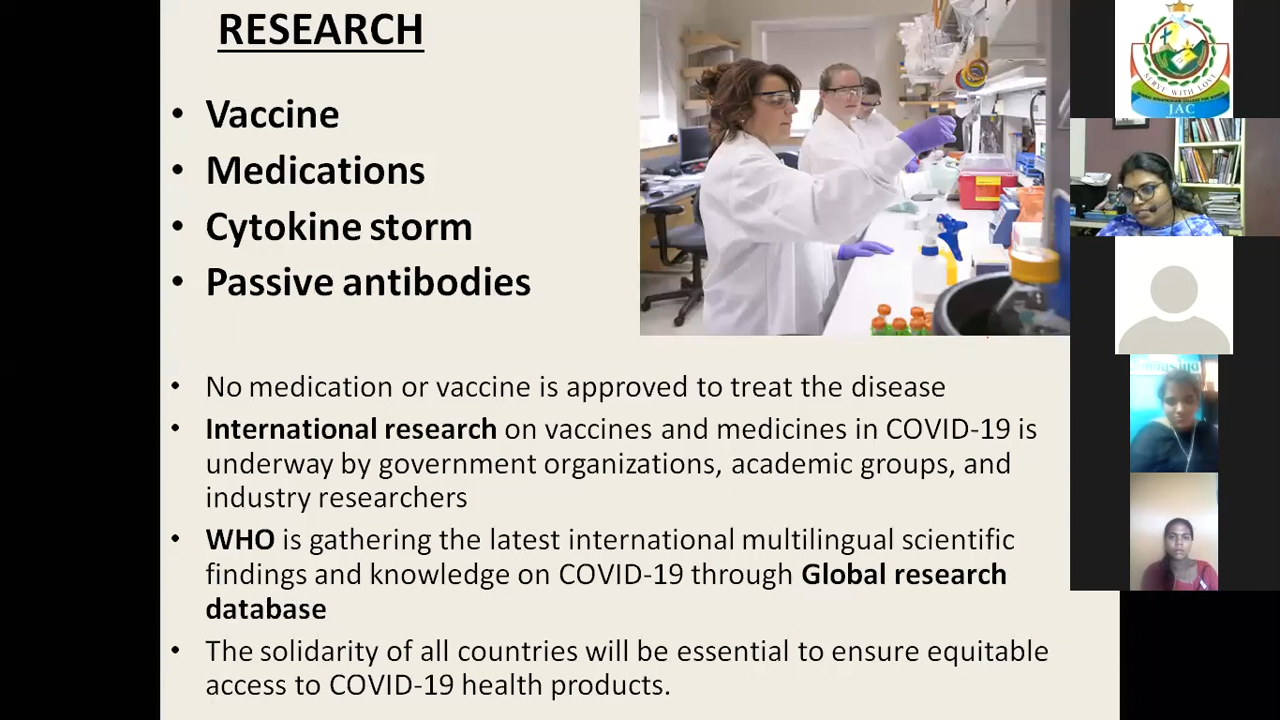 RESEARCH
• Vaccine
• Medications
• Cytokine storm
• Passive antibodies
• No medication or vaccine is approved to treat the disease
• International research on vaccines and medicines in COVID-19 is
underway by government organizations, academic groups, and
industry researchers
• WHO is gathering the latest international multilingual scientific
findings and knowledge on COVID-19 through Global research
database
• The solidarity of all countries will be essential to ensure equitable
access to COVID-19 health products.
SERVE WITH LOVE
JAC